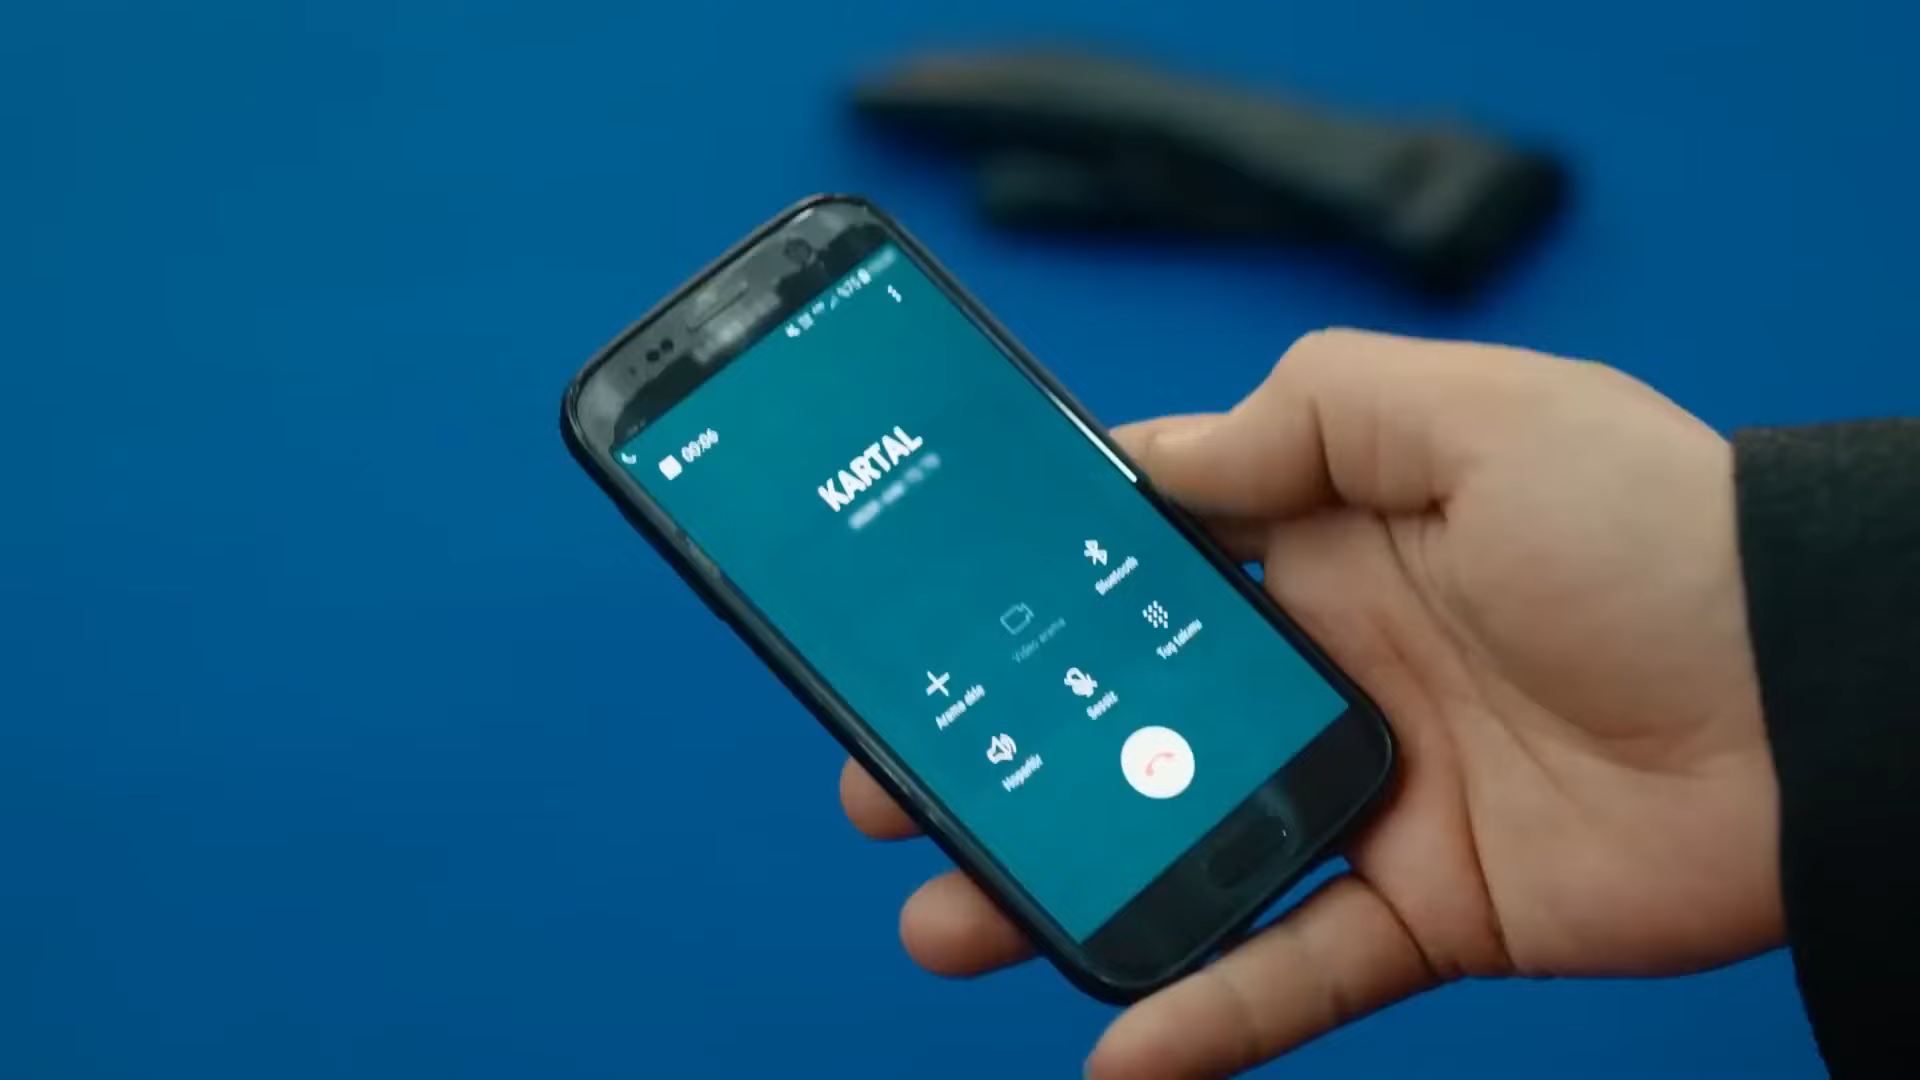 00:06
KARTAL
Bluetooth
Video arama
Arama ekle
Tuş takımı
Sessiz
Hoparlör